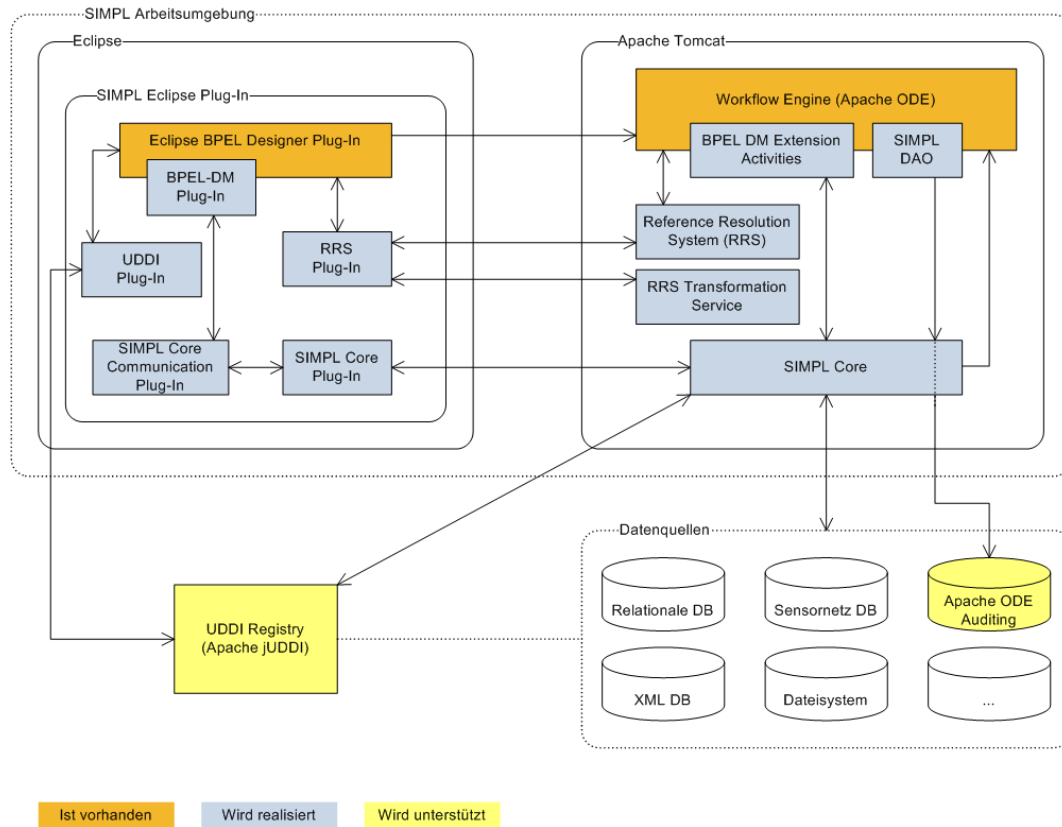 SIMPL Arbeitsumgebung
Eclipse
Apache Tomcat
SIMPL Eclipse Plug-In
Eclipse BPEL Designer Plug-In
BPEL-DM
Plug-In
UDDI
Plug-In
RRS
Plug-In
SIMPL Core
Communication
Plug-In
SIMPL Core
Plug-In
Workflow Engine (Apache ODE)
BPEL DM Extension
Activities
SIMPL
DAO
Reference Resolution
System (RRS)
RRS Transformation
Service
SIMPL Core
UDDI Registry
(Apache jUDDI)
Datenquellen
Relationale DB
Sensornetz DB
Apache ODE
Auditing
XML DB
Dateisystem
...
Ist vorhanden
Wird realisiert
Wird unterstützt